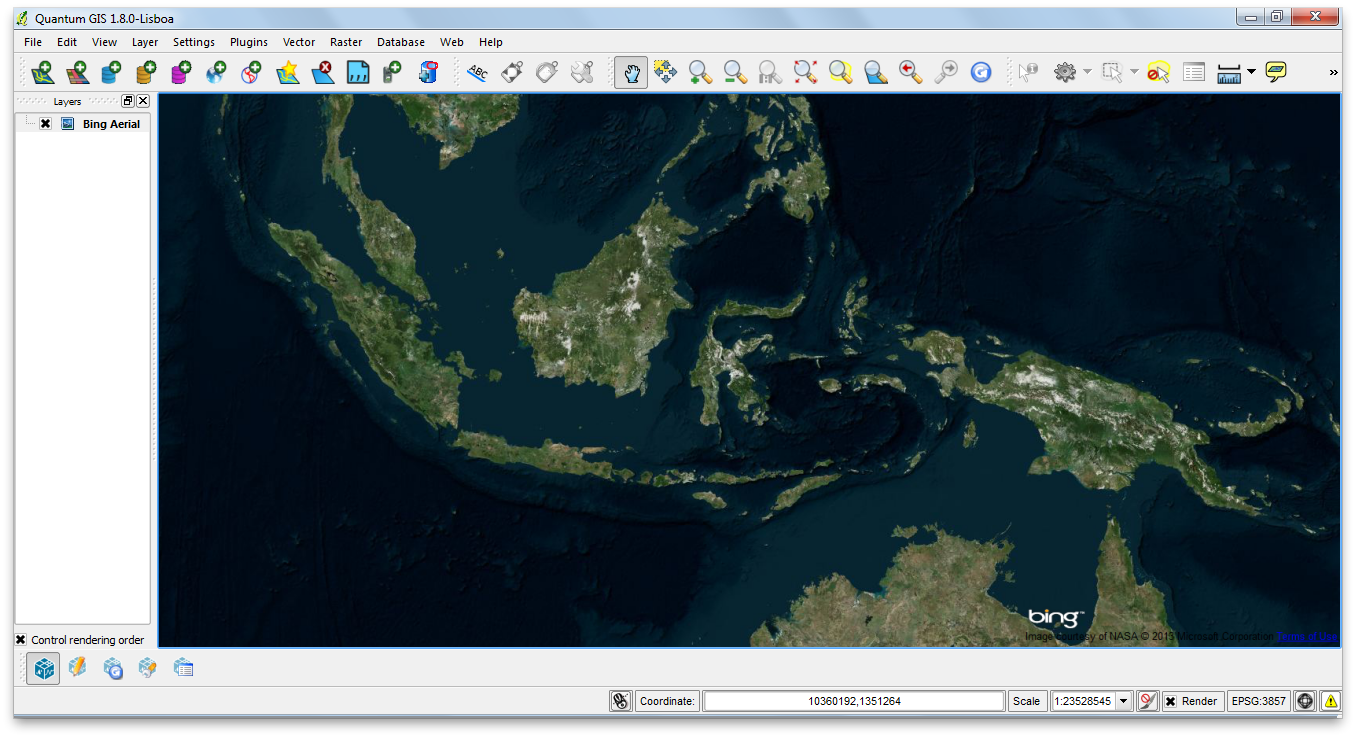 Quantum GIS 1.8.0-Lisboa
File Edit View Layer Settings Plugins Vector Raster Database Web Help
ABC
Layers
Bing Aerial
bing™
Image courtesy of NASA © 2013 Microsoft Corporation Terms of Use
Control rendering order
Coordinate: 10360192,1351264 Scale 1:23528545 Render EPSG:3857